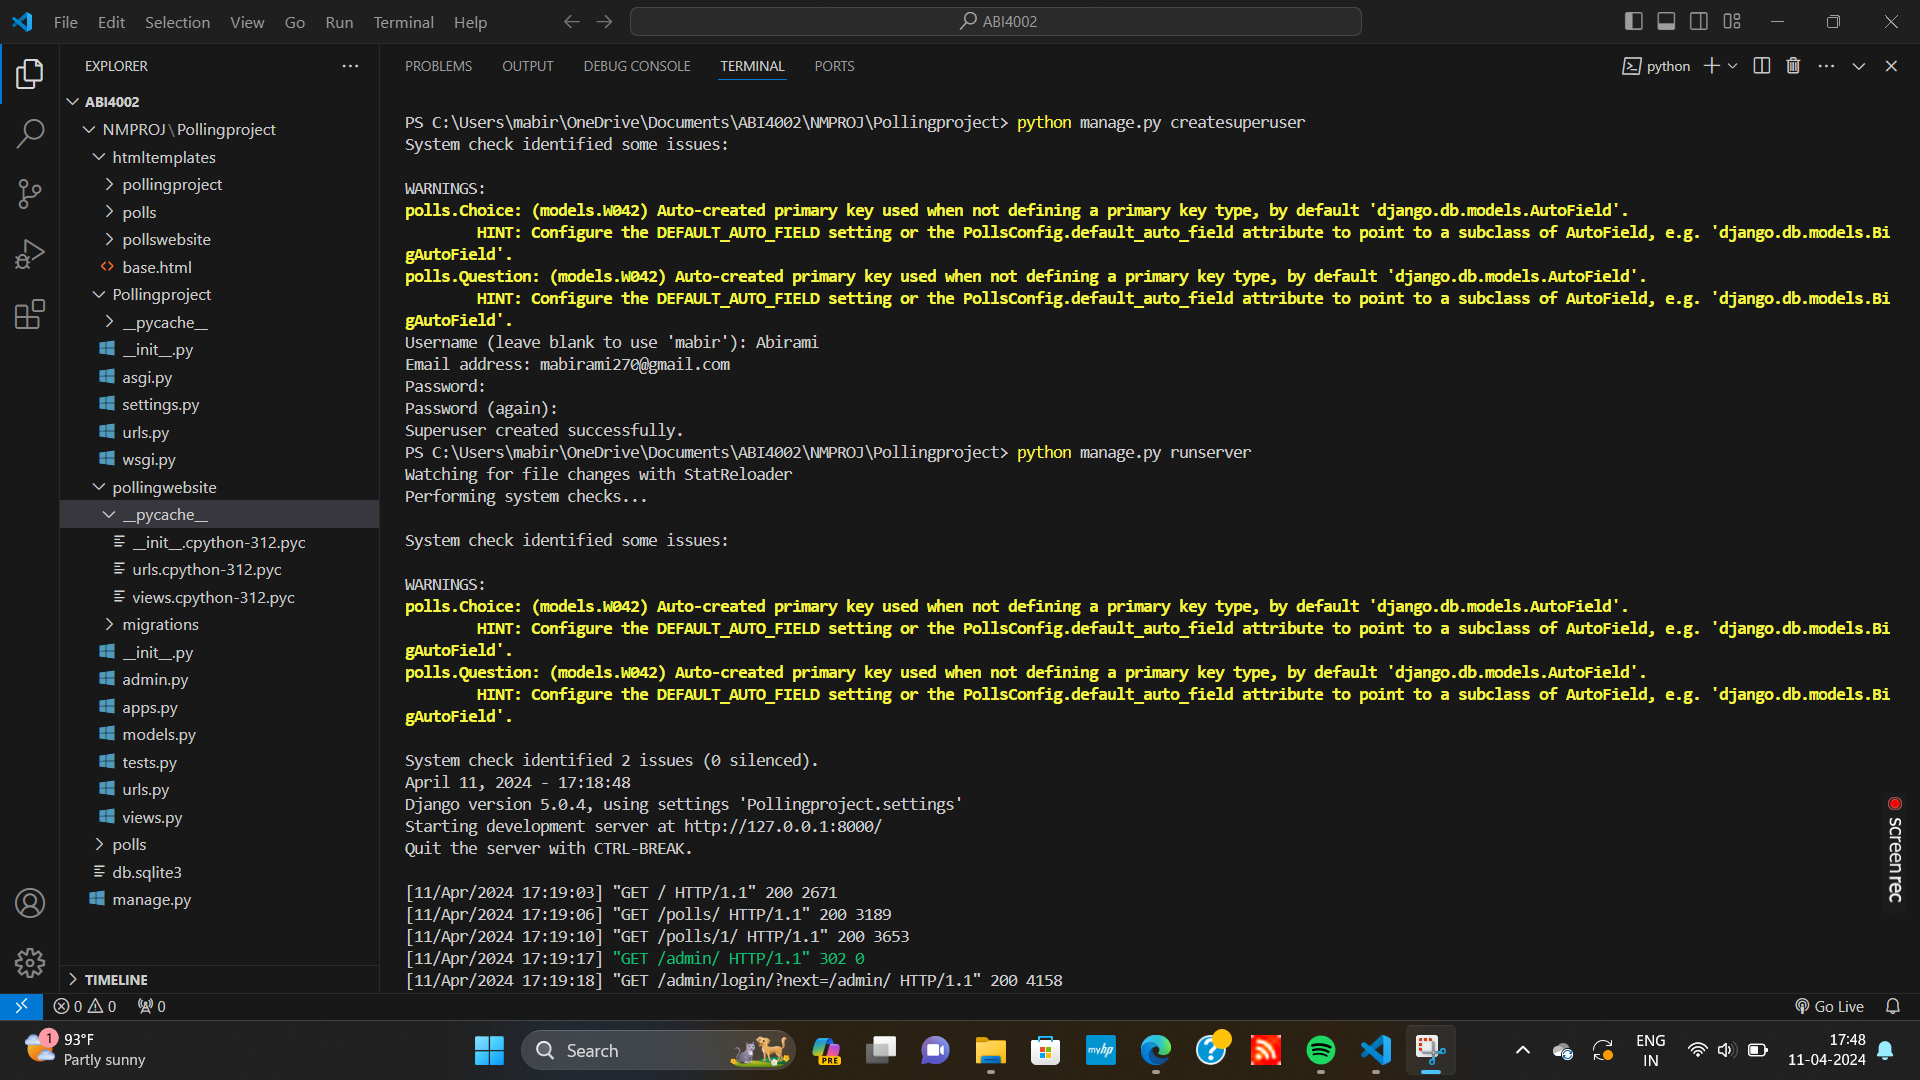 File Edit Selection View Go Run Terminal Help
ABI4002
EXPLORER
ABI4002
NMPROJ\Pollingproject
htmltemplates
pollingproject
polls
pollswebsite
base.html
Pollingproject
__pycache__
__init__.py
asgi.py
settings.py
urls.py
wsgi.py
pollingwebsite
__pycache__
__init__.cpython-312.pyc
urls.cpython-312.pyc
views.cpython-312.pyc
migrations
__init__.py
admin.py
apps.py
models.py
tests.py
urls.py
views.py
polls
db.sqlite3
manage.py
TIMELINE
PROBLEMS OUTPUT DEBUG CONSOLE TERMINAL PORTS
python
PS C:\Users\mabir\OneDrive\Documents\ABI4002\NMPROJ\Pollingproject> python manage.py createsuperuser
System check identified some issues:
WARNINGS:
polls.Choice: (models.W042) Auto-created primary key used when not defining a primary key type, by default 'django.db.models.AutoField'.
HINT: Configure the DEFAULT_AUTO_FIELD setting or the PollsConfig.default_auto_field attribute to point to a subclass of AutoField, e.g. 'django.db.models.Bi
gAutoField'.
polls.Question: (models.W042) Auto-created primary key used when not defining a primary key type, by default 'django.db.models.AutoField'.
HINT: Configure the DEFAULT_AUTO_FIELD setting or the PollsConfig.default_auto_field attribute to point to a subclass of AutoField, e.g. 'django.db.models.Bi
gAutoField'.
Username (leave blank to use 'mabir'): Abirami
Email address: mabirami270@gmail.com
Password:
Password (again):
Superuser created successfully.
PS C:\Users\mabir\OneDrive\Documents\ABI4002\NMPROJ\Pollingproject> python manage.py runserver
Watching for file changes with StatReloader
Performing system checks...
System check identified some issues:
WARNINGS:
polls.Choice: (models.W042) Auto-created primary key used when not defining a primary key type, by default 'django.db.models.AutoField'.
HINT: Configure the DEFAULT_AUTO_FIELD setting or the PollsConfig.default_auto_field attribute to point to a subclass of AutoField, e.g. 'django.db.models.Bi
gAutoField'.
polls.Question: (models.W042) Auto-created primary key used when not defining a primary key type, by default 'django.db.models.AutoField'.
HINT: Configure the DEFAULT_AUTO_FIELD setting or the PollsConfig.default_auto_field attribute to point to a subclass of AutoField, e.g. 'django.db.models.Bi
gAutoField'.
System check identified 2 issues (0 silenced).
April 11, 2024 - 17:18:48
Django version 5.0.4, using settings 'Pollingproject.settings'
Starting development server at http://127.0.0.1:8000/
Quit the server with CTRL-BREAK.
[11/Apr/2024 17:19:03] "GET / HTTP/1.1" 200 2671
[11/Apr/2024 17:19:06] "GET /polls/ HTTP/1.1" 200 3189
[11/Apr/2024 17:19:10] "GET /polls/1/ HTTP/1.1" 200 3653
[11/Apr/2024 17:19:17] "GET /admin/ HTTP/1.1" 302 0
[11/Apr/2024 17:19:18] "GET /admin/login/?next=/admin/ HTTP/1.1" 200 4158
screenrec
0 0 0
Go Live
1
93°F
Partly sunny
Search
PRE
myhp
ENG
IN
17:48
11-04-2024